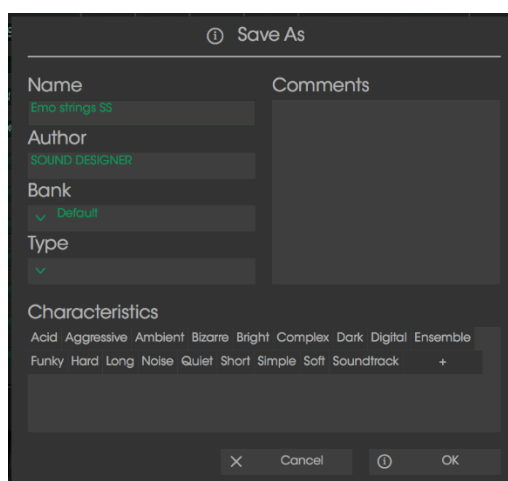 Save As
Name
Emo strings SS
Author
SOUND DESIGNER
Bank
Default
Type
Comments
Characteristics
Acid Aggressive Ambient Bizarre Bright Complex Dark Digital Ensemble
Funky Hard Long Noise Quiet Short Simple Soft Soundtrack +
Cancel
OK